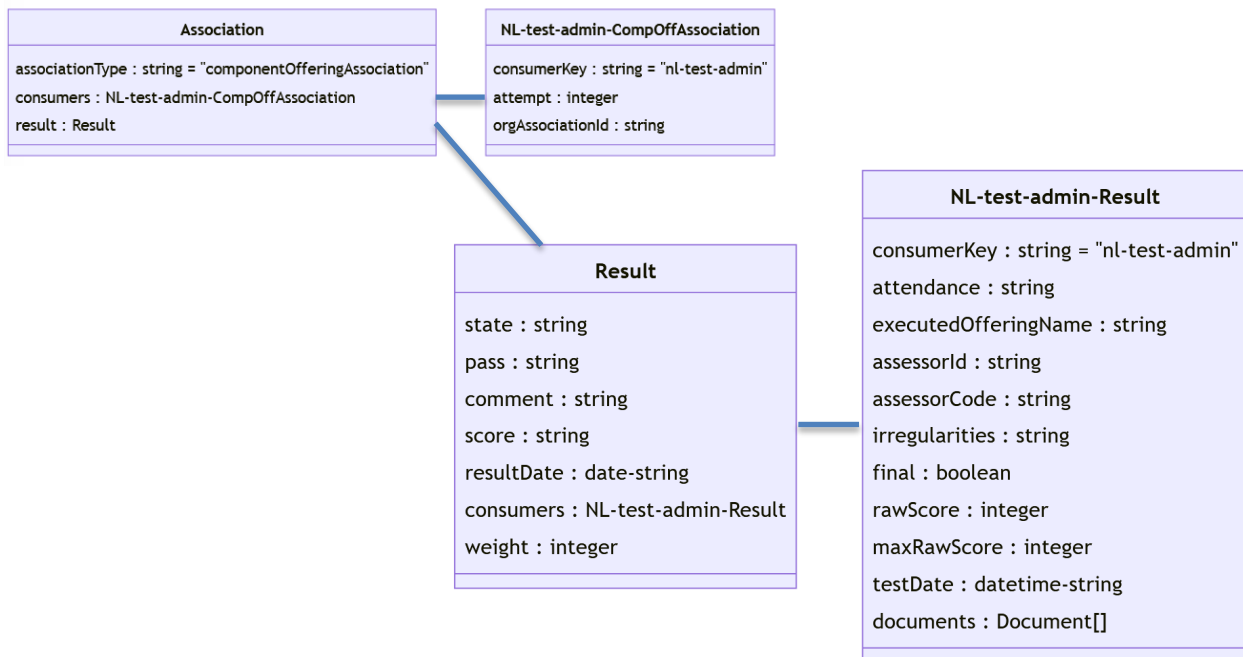 Association
associationType : string = "componentOfferingAssociation"
consumers : NL-test-admin-CompOffAssociation
result : Result
NL-test-admin-CompOffAssociation
consumerKey : string = "nl-test-admin"
attempt : integer
orgAssociationId : string
Result
state : string
pass : string
comment : string
score : string
resultDate : date-string
consumers : NL-test-admin-Result
weight : integer
NL-test-admin-Result
consumerKey : string = "nl-test-admin"
attendance : string
executedOfferingName : string
assessorId : string
assessorCode : string
irregularities : string
final : boolean
rawScore : integer
maxRawScore : integer
testDate : datetime-string
documents : Document[]